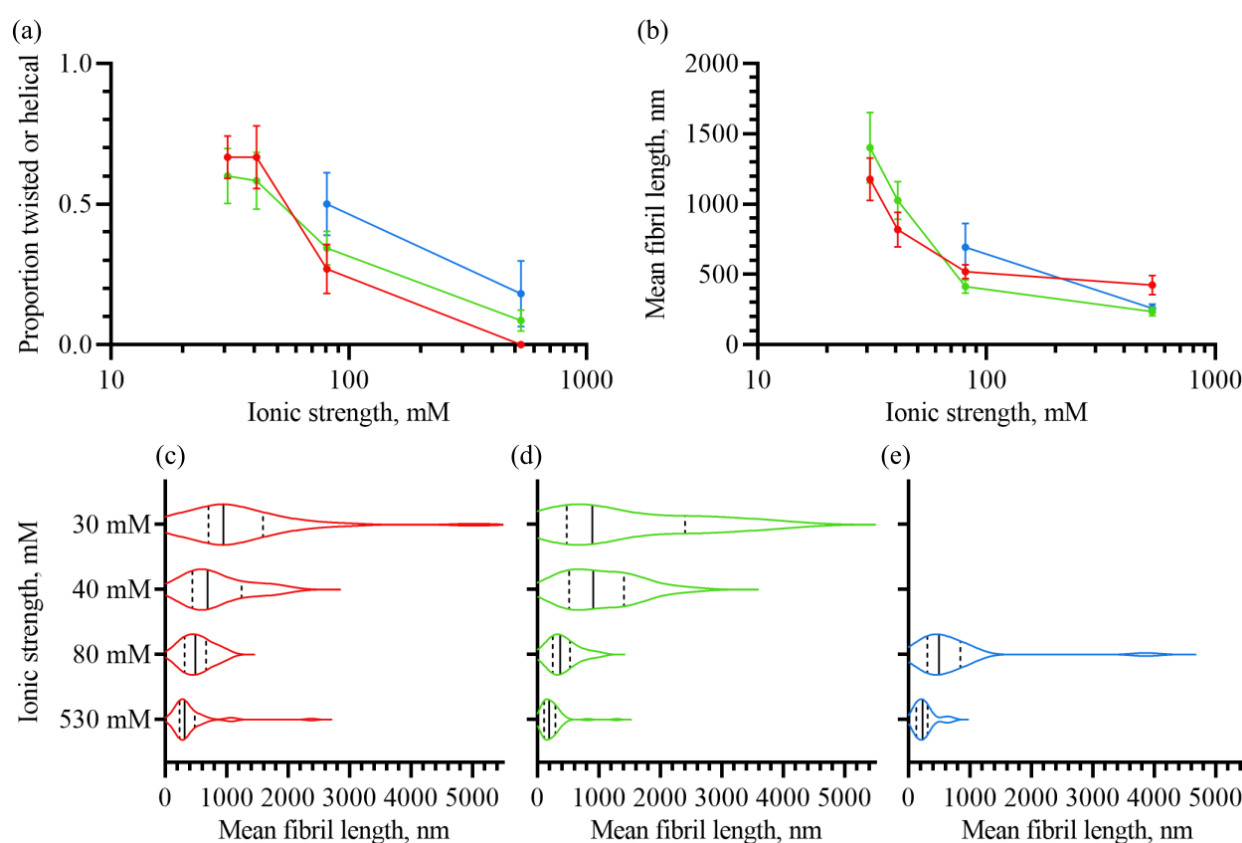 (a)
Proportion twisted or helical
1.0
0.5
0.0
10
100
1000
Ionic strength, mM
(b)
Mean fibril length, nm
2000
1500
1000
500
0
10
100
1000
Ionic strength, mM
(c)
Ionic strength, mM
30 mM
40 mM
80 mM
530 mM
0 1000 2000 3000 4000 5000
Mean fibril length, nm
(d)
0 1000 2000 3000 4000 5000
Mean fibril length, nm
(e)
0 1000 2000 3000 4000 5000
Mean fibril length, nm